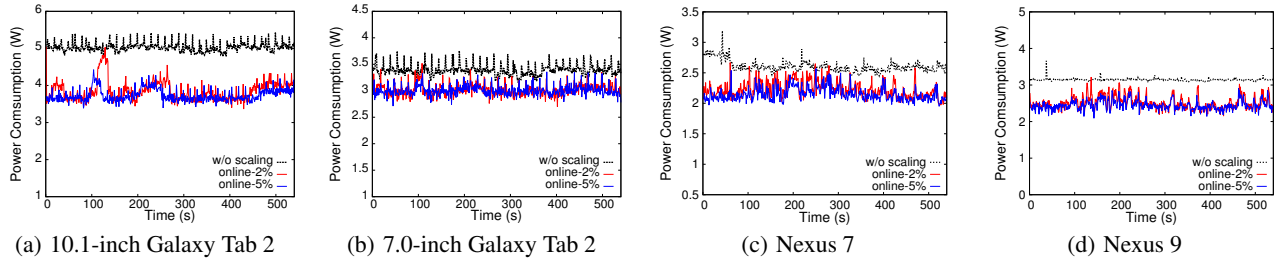 Power Comsumption (W)
6
5
4
3
2
1
0 100 200 300 400 500
Time (s)
w/o scaling
online-2%
online-5%
(a) 10.1-inch Galaxy Tab 2
Power Comsumption (W)
4.5
4
3.5
3
2.5
2
1.5
1
0 100 200 300 400 500
Time (s)
w/o scaling
online-2%
online-5%
(b) 7.0-inch Galaxy Tab 2
Power Comsumption (W)
3.5
3
2.5
2
1.5
1
0.5
0 100 200 300 400 500
Time (s)
w/o scaling
online-2%
online-5%
(c) Nexus 7
Power Comsumption (W)
5
4
3
2
1
0
0 100 200 300 400 500
Time (s)
w/o scaling
online-2%
online-5%
(d) Nexus 9